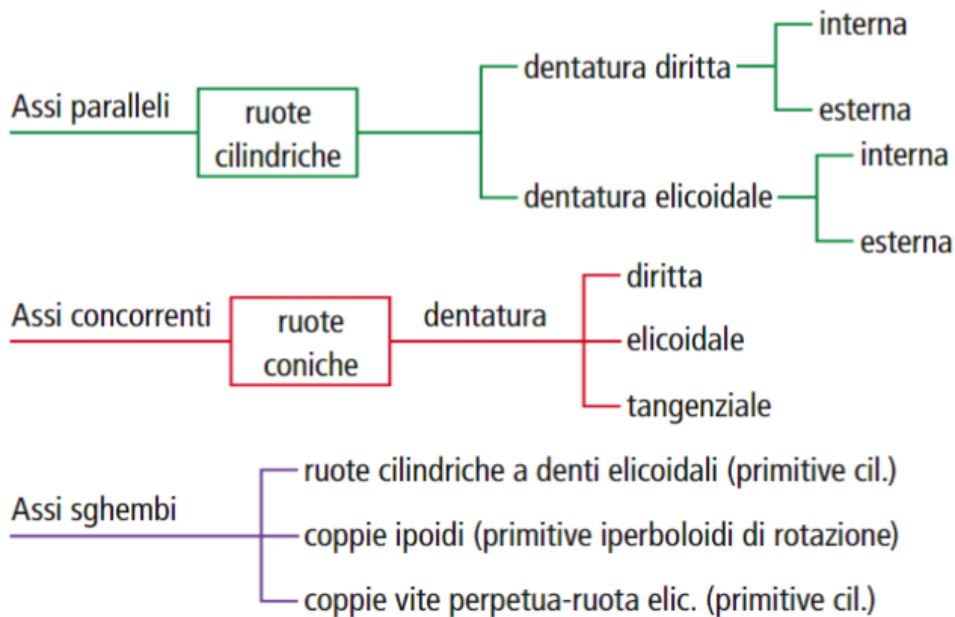 Assi paralleli
ruote
cilindriche
dentatura diritta
interna
esterna
dentatura elicoidale
interna
esterna
Assi concorrenti
ruote
coniche
dentatura
diritta
elicoidale
tangenziale
Assi sghembi
ruote cilindriche a denti elicoidali (primitive cil.)
coppie ipoidi (primitive iperboloidi di rotazione)
coppie vite perpetua-ruota elic. (primitive cil.)